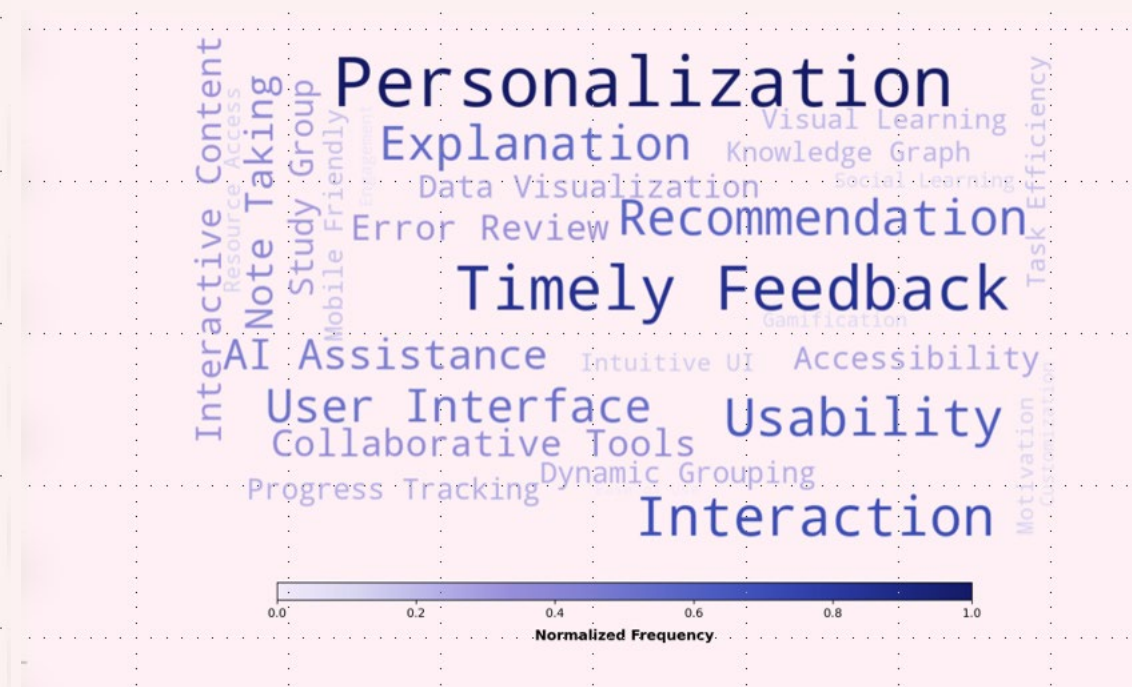 Personalization
Visual Learning
Explanation
Knowledge Graph
Social Learning
Data Visualization
Recommendation
Error Review
Timely Feedback
Gamification
Interactive Content
Resource Access
Note Taking
Study Group
Mobile Friendly
Engagement
Task Efficiency
AI Assistance
Intuitive UI
Accessibility
User Interface
Usability
Collaborative Tools
Dynamic Grouping
Progress Tracking
Interaction
Motivation
Customization
0.0 0.2 0.4 0.6 0.8 1.0
Normalized Frequency